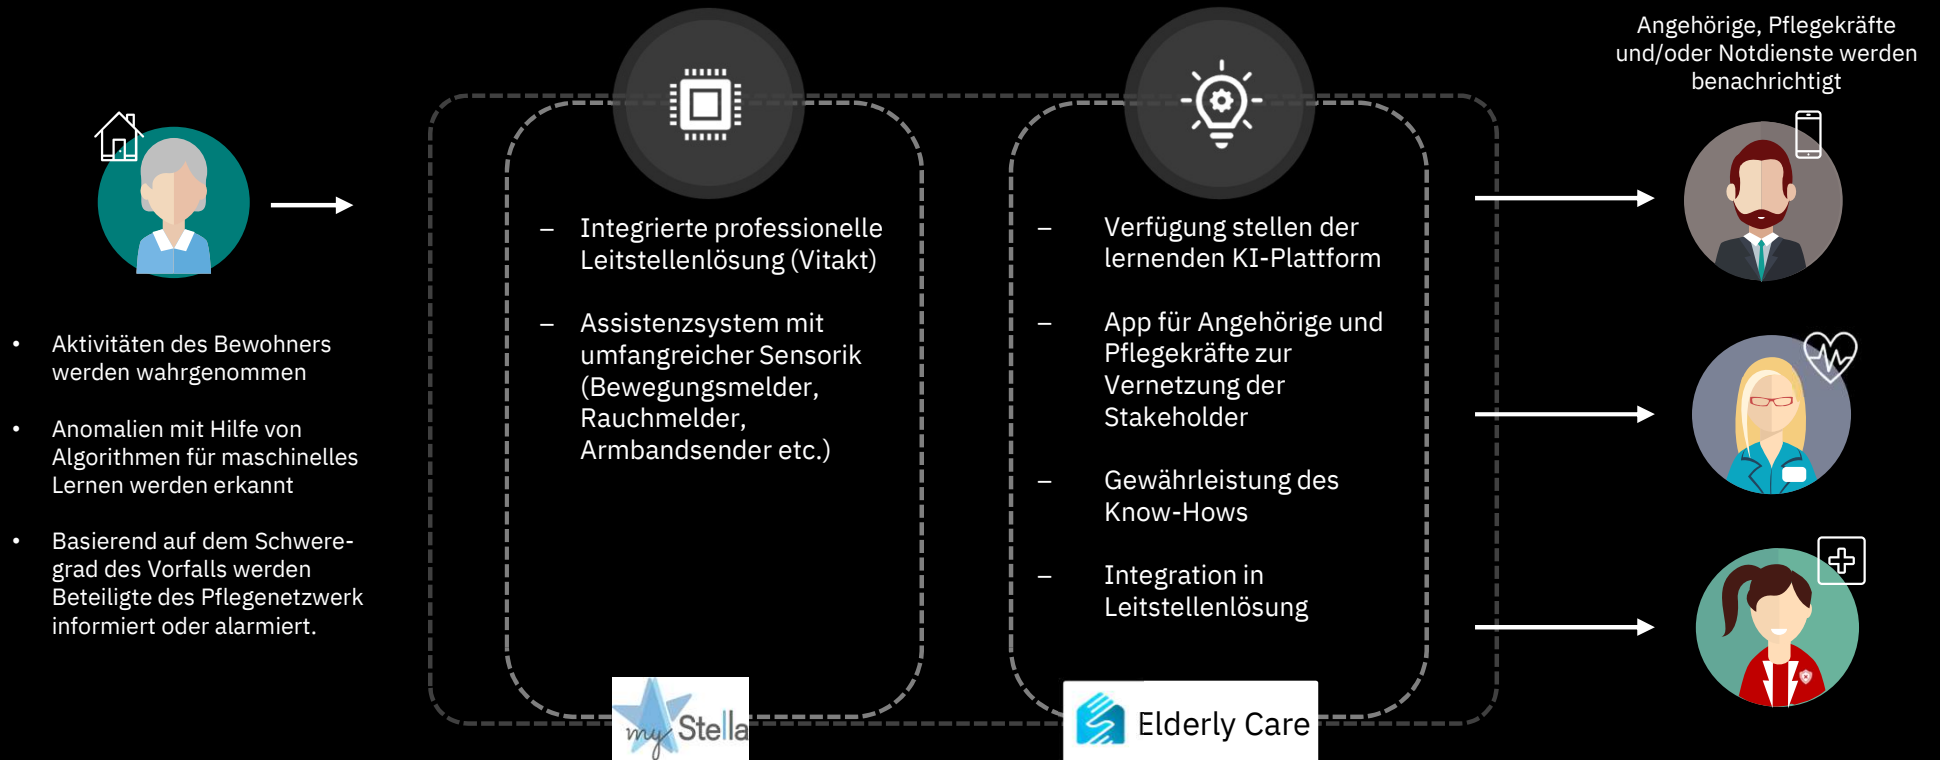 Angehörige, Pflegekräfte
und/oder Notdienste werden
benachrichtigt
• Aktivitäten des Bewohners
werden wahrgenommen
• Anomalien mit Hilfe von
Algorithmen für maschinelles
Lernen werden erkannt
• Basierend auf dem Schwere-
grad des Vorfalls werden
Beteiligte des Pflegenetzwerk
informiert oder alarmiert.
– Integrierte professionelle
Leitstellenlösung (Vitakt)
– Assistenzsystem mit
umfangreicher Sensorik
(Bewegungsmelder,
Rauchmelder,
Armbandsender etc.)
my Stella
– Verfügung stellen der
lernenden KI-Plattform
– App für Angehörige und
Pflegekräfte zur
Vernetzung der
Stakeholder
– Gewährleistung des
Know-Hows
– Integration in
Leitstellenlösung
Elderly Care